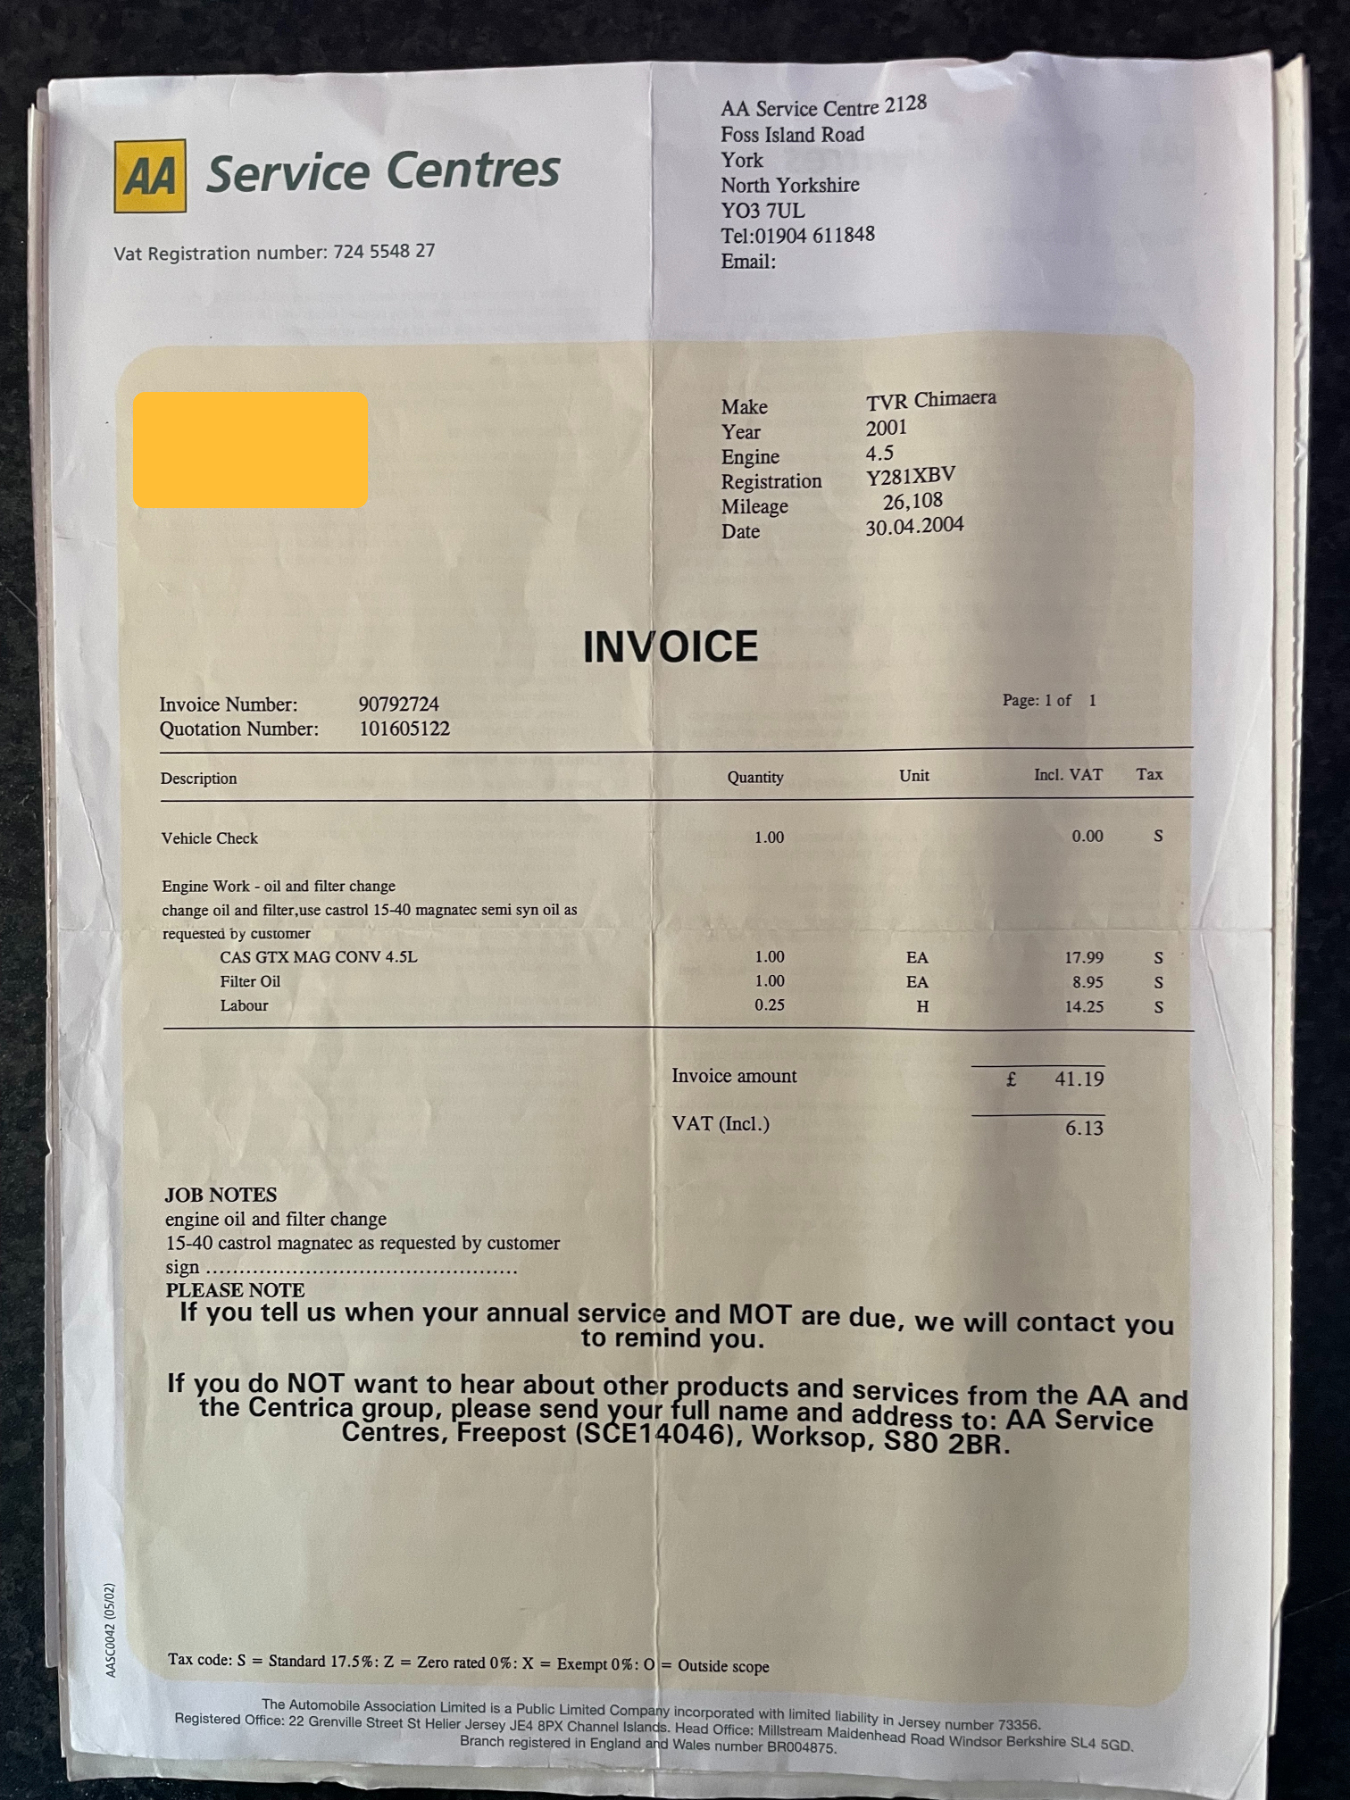 AA Service Centres
Vat Registration number: 724 5548 27
AA Service Centre 2128
Foss Island Road
York
North Yorkshire
YO3 7UL
Tel:01904 611848
Email:
Make TVR Chimaera
Year 2001
Engine 4.5
Registration Y281XBV
Mileage 26,108
Date 30.04.2004
INVOICE
Invoice Number: 90792724 Page: 1 of 1
Quotation Number: 101605122
Description Quantity Unit Incl. VAT Tax
Vehicle Check 1.00 0.00 S
Engine Work - oil and filter change
change oil and filter,use castrol 15-40 magnatec semi syn oil as
requested by customer
CAS GTX MAG CONV 4.5L 1.00 EA 17.99 S
Filter Oil 1.00 EA 8.95 S
Labour 0.25 H 14.25 S
Invoice amount £ 41.19
VAT (Incl.) 6.13
JOB NOTES
engine oil and filter change
15-40 castrol magnatec as requested by customer
sign ...............................................
PLEASE NOTE
If you tell us when your annual service and MOT are due, we will contact you
to remind you.
If you do NOT want to hear about other products and services from the AA and
the Centrica group, please send your full name and address to: AA Service
Centres, Freepost (SCE14046), Worksop, S80 2BR.
AASC0042 (05/02)
Tax code: S = Standard 17.5%: Z = Zero rated 0%: X = Exempt 0%: O = Outside scope
The Automobile Association Limited is a Public Limited Company incorporated with limited liability in Jersey number 73356.
Registered Office: 22 Grenville Street St Helier Jersey JE4 8PX Channel Islands. Head Office: Millstream Maidenhead Road Windsor Berkshire SL4 5GD.
Branch registered in England and Wales number BR004875.